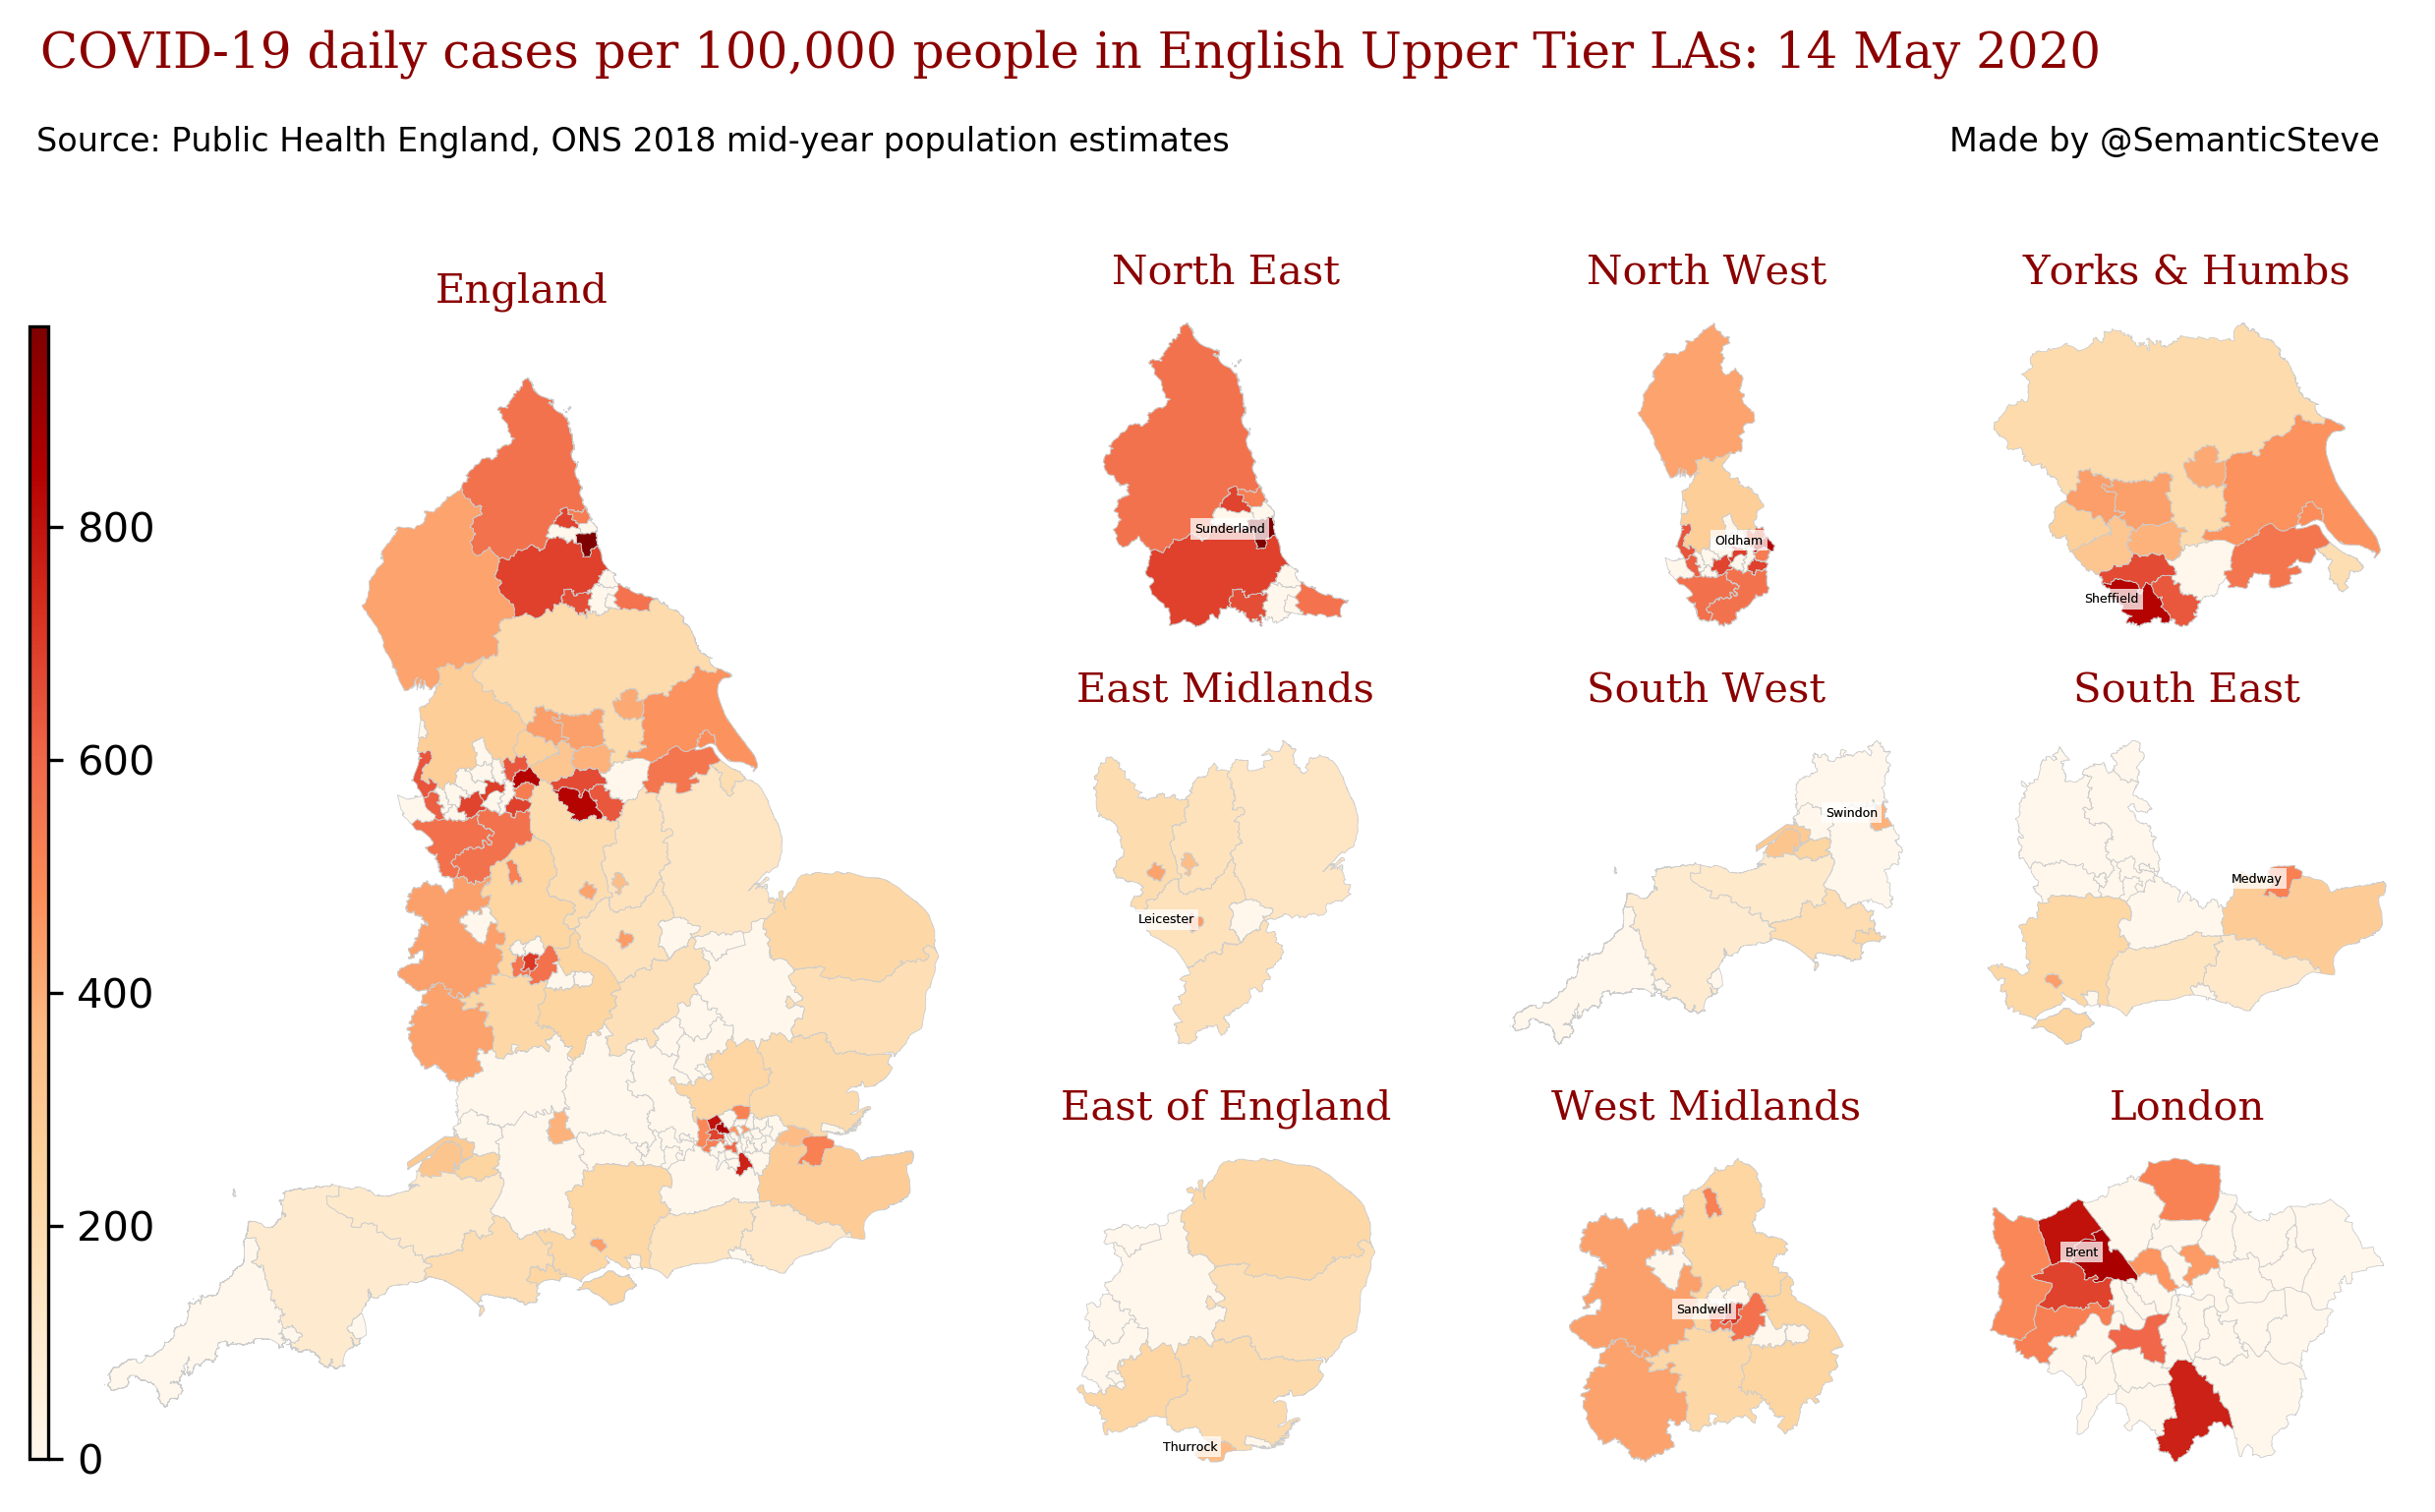 COVID-19 daily cases per 100,000 people in English Upper Tier LAs: 14 May 2020
Source: Public Health England, ONS 2018 mid-year population estimates
Made by @SemanticSteve
England
North East
North West
Yorks & Humbs
800
600
400
200
0
Sunderland
Oldham
Sheffield
East Midlands
South West
South East
Leicester
Swindon
Medway
East of England
West Midlands
London
Thurrock
Sandwell
Brent